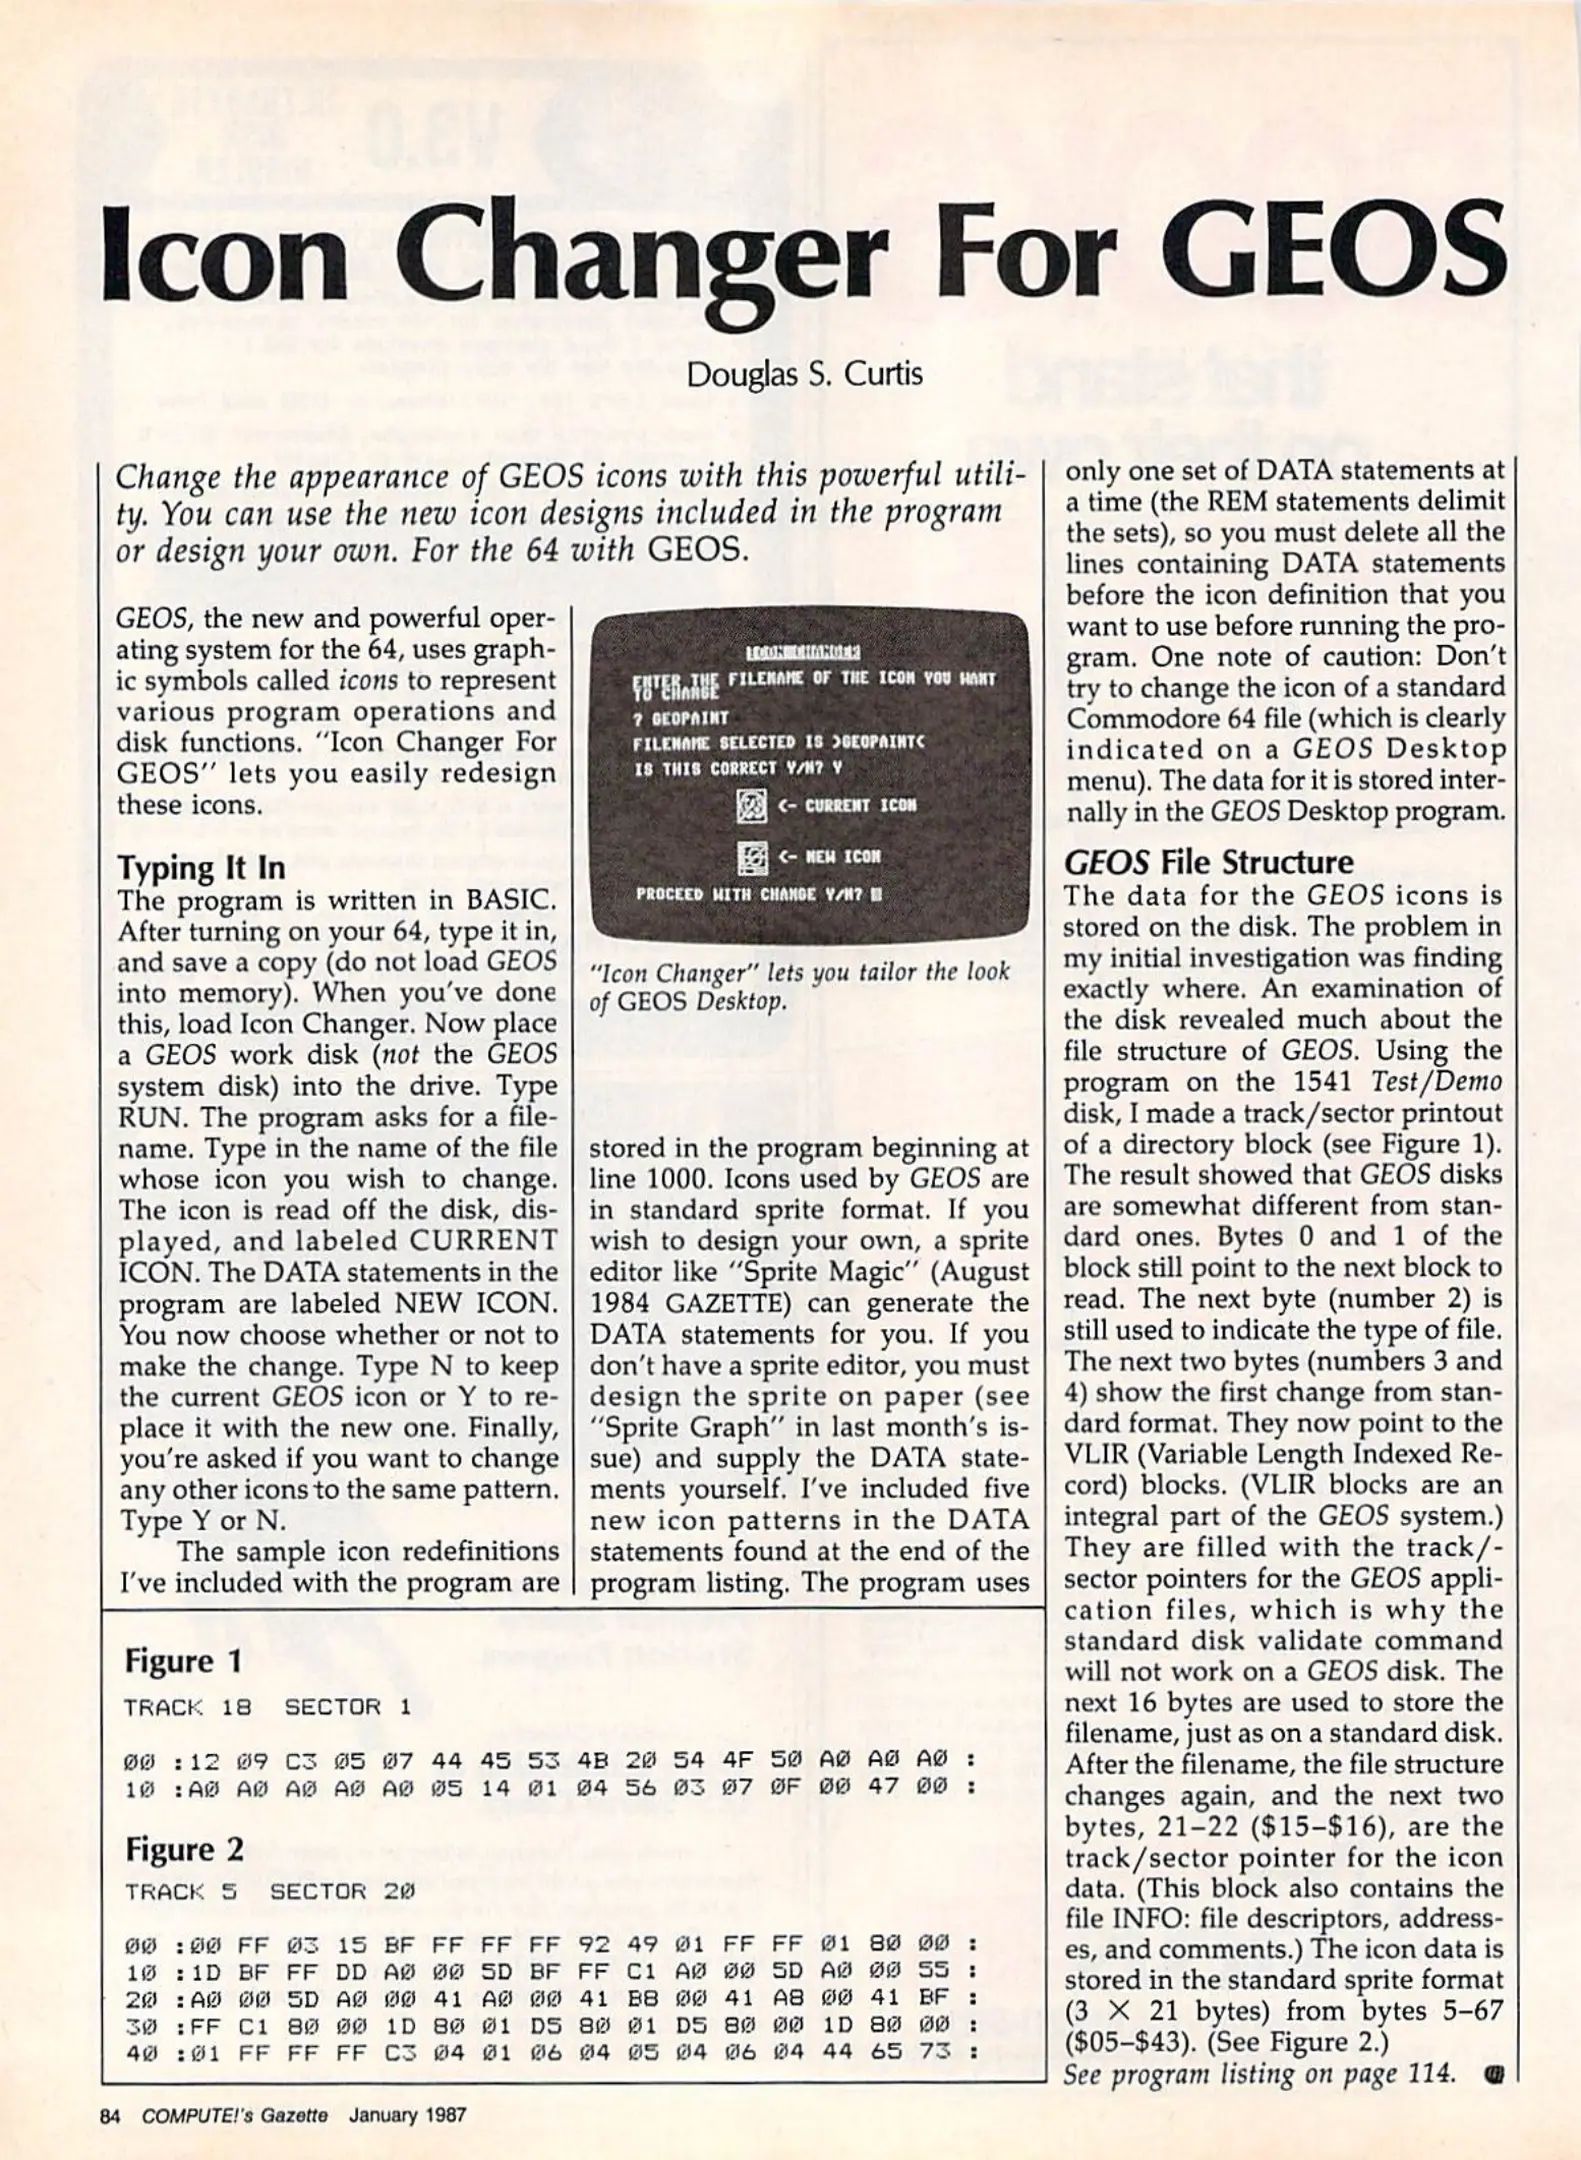 Icon Changer For GEOS
Douglas S. Curtis
Change the appearance of GEOS icons with this powerful utili-
ty. You can use the new icon designs included in the program
or design your own. For the 64 with GEOS.
GEOS, the new and powerful oper-
ating system for the 64, uses graph-
ic symbols called icons to represent
various program operations and
disk functions. "Icon Changer For
GEOS" lets you easily redesign
these icons.
Typing It In
The program is written in BASIC.
After turning on your 64, type it in,
and save a copy (do not load GEOS
into memory). When you've done
this, load Icon Changer. Now place
a GEOS work disk (not the GEOS
system disk) into the drive. Type
RUN. The program asks for a file-
name. Type in the name of the file
whose icon you wish to change.
The icon is read off the disk, dis-
played, and labeled CURRENT
ICON. The DATA statements in the
program are labeled NEW ICON.
You now choose whether or not to
make the change. Type N to keep
the current GEOS icon or Y to re-
place it with the new one. Finally,
you're asked if you want to change
any other icons to the same pattern.
Type Y or N.
The sample icon redefinitions
I've included with the program are
ICON CHANGER
ENTER THE FILENAME OF THE ICON YOU WANT
TO CHANGE
? GEOPAINT
FILENAME SELECTED IS >GEOPAINT<
IS THIS CORRECT Y/N? Y
<- CURRENT ICON
<- NEW ICON
PROCEED WITH CHANGE Y/N?
"Icon Changer" lets you tailor the look
of GEOS Desktop.
stored in the program beginning at
line 1000. Icons used by GEOS are
in standard sprite format. If you
wish to design your own, a sprite
editor like "Sprite Magic" (August
1984 GAZETTE) can generate the
DATA statements for you. If you
don't have a sprite editor, you must
design the sprite on paper (see
"Sprite Graph" in last month's is-
sue) and supply the DATA state-
ments yourself. I've included five
new icon patterns in the DATA
statements found at the end of the
program listing. The program uses
only one set of DATA statements at
a time (the REM statements delimit
the sets), so you must delete all the
lines containing DATA statements
before the icon definition that you
want to use before running the pro-
gram. One note of caution: Don't
try to change the icon of a standard
Commodore 64 file (which is clearly
indicated on a GEOS Desktop
menu). The data for it is stored inter-
nally in the GEOS Desktop program.
GEOS File Structure
The data for the GEOS icons is
stored on the disk. The problem in
my initial investigation was finding
exactly where. An examination of
the disk revealed much about the
file structure of GEOS. Using the
program on the 1541 Test/Demo
disk, I made a track/sector printout
of a directory block (see Figure 1).
The result showed that GEOS disks
are somewhat different from stan-
dard ones. Bytes 0 and 1 of the
block still point to the next block to
read. The next byte (number 2) is
still used to indicate the type of file.
The next two bytes (numbers 3 and
4) show the first change from stan-
dard format. They now point to the
VLIR (Variable Length Indexed Re-
cord) blocks. (VLIR blocks are an
integral part of the GEOS system.)
They are filled with the track/-
sector pointers for the GEOS appli-
cation files, which is why the
standard disk validate command
will not work on a GEOS disk. The
next 16 bytes are used to store the
filename, just as on a standard disk.
After the filename, the file structure
changes again, and the next two
bytes, 21–22 ($15–$16), are the
track/sector pointer for the icon
data. (This block also contains the
file INFO: file descriptors, address-
es, and comments.) The icon data is
stored in the standard sprite format
(3 X 21 bytes) from bytes 5–67
($05–$43). (See Figure 2.)
See program listing on page 114.
Figure 1
TRACK 18 SECTOR 1
00 :12 09 C3 05 07 44 45 53 4B 20 54 4F 50 A0 A0 A0 :
10 :A0 A0 A0 A0 A0 05 14 01 04 56 03 07 0F 00 47 00 :
Figure 2
TRACK 5 SECTOR 20
00 :00 FF 03 15 BF FF FF FF 92 49 01 FF FF 01 80 00 :
10 :1D BF FF DD A0 00 5D BF FF C1 A0 00 5D A0 00 55 :
20 :A0 00 5D A0 00 41 A0 00 41 B8 00 41 A8 00 41 BF :
30 :FF C1 80 00 1D 80 01 D5 80 01 D5 80 00 1D 80 00 :
40 :01 FF FF FF C3 04 01 06 04 05 04 06 04 44 65 73 :
84 COMPUTE!'s Gazette January 1987